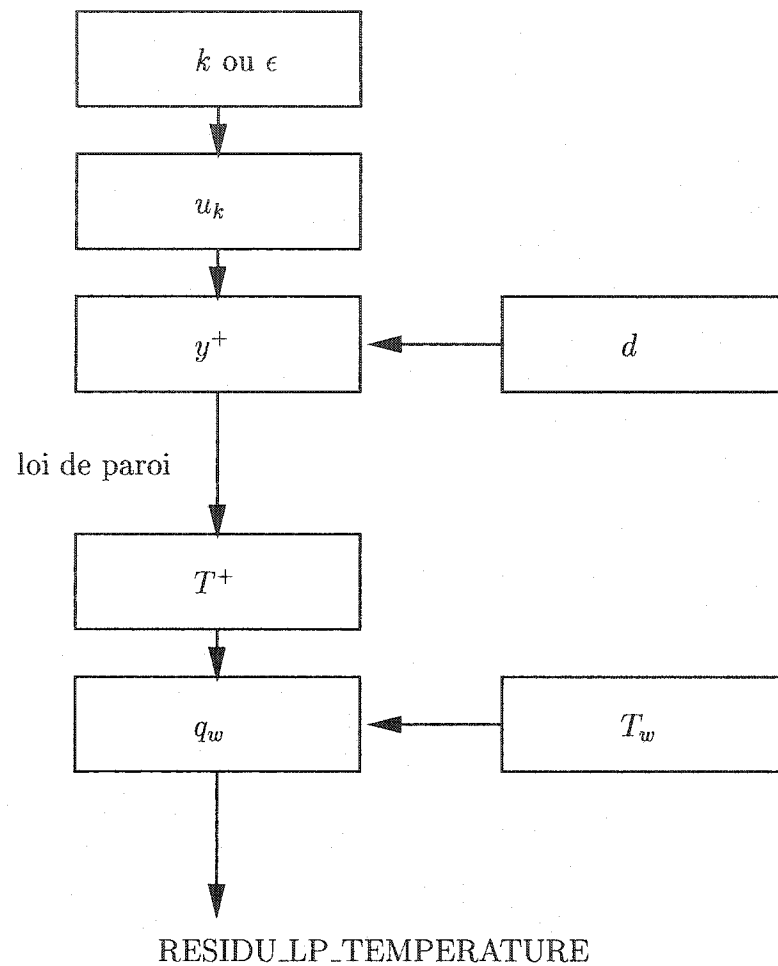 k ou ϵ
u_k
y^+
d
loi de paroi
T^+
q_w
T_w
RESIDU_LP_TEMPERATURE